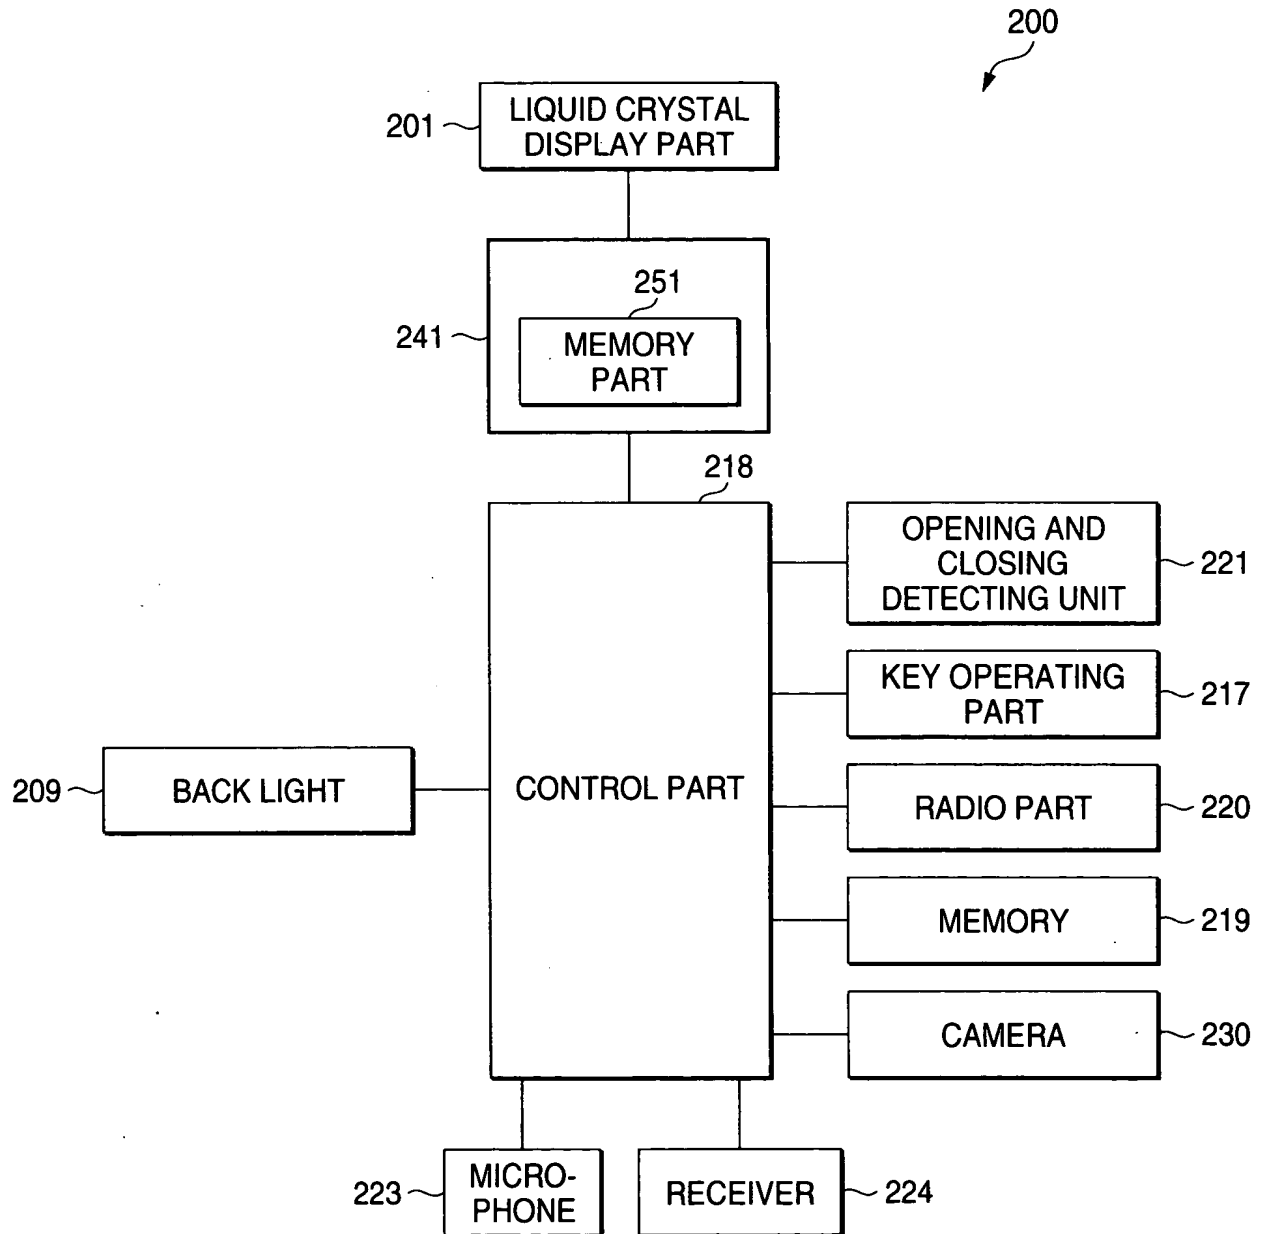 200
201
LIQUID CRYSTAL
DISPLAY PART
251
241
MEMORY
PART
218
OPENING AND
CLOSING
DETECTING UNIT
221
KEY OPERATING
PART
217
209
BACK LIGHT
CONTROL PART
RADIO PART
220
MEMORY
219
CAMERA
230
223
MICRO-
PHONE
RECEIVER
224